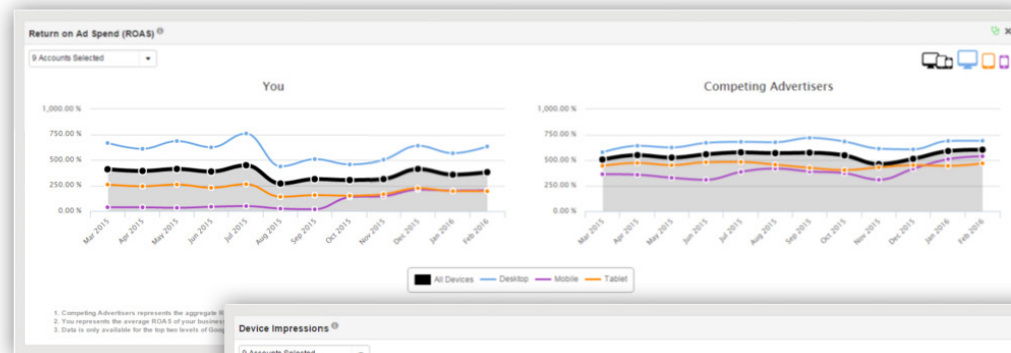 Return on Ad Spend (ROAS)
9 Accounts Selected
You
1,000.00 %
750.00 %
500.00 %
250.00 %
0.00 %
Mar 2015
Apr 2015
May 2015
Jun 2015
Jul 2015
Aug 2015
Sep 2015
Oct 2015
Nov 2015
Dec 2015
Jan 2016
Feb 2016
Competing Advertisers
1,000.00 %
750.00 %
500.00 %
250.00 %
0.00 %
Mar 2015
Apr 2015
May 2015
Jun 2015
Jul 2015
Aug 2015
Sep 2015
Oct 2015
Nov 2015
Dec 2015
Jan 2016
Feb 2016
All Devices Desktop Mobile Tablet
1. Competing Advertisers represents the aggregate
2. You represents the average ROAS of your
3. Data is only available for the top two levels of
Device Impressions
9 Accounts Selected